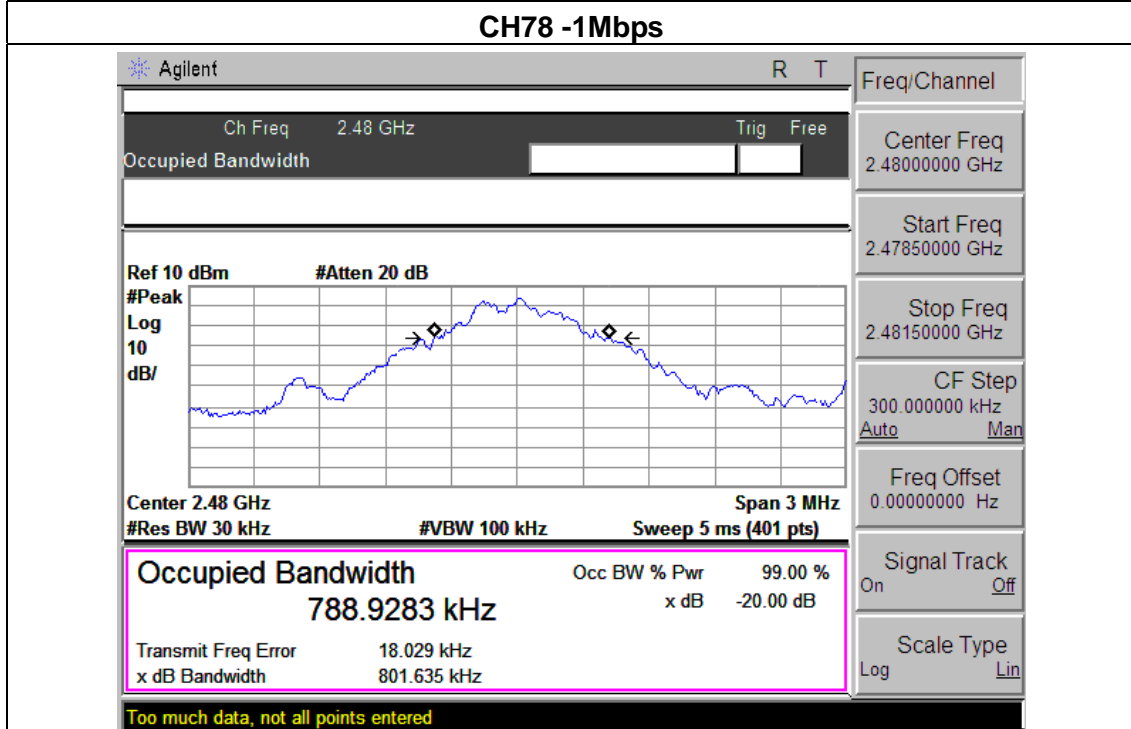 CH78 -1Mbps
Agilent R T
Ch Freq 2.48 GHz Trig Free
Occupied Bandwidth
Ref 10 dBm #Atten 20 dB
#Peak
Log
10
dB/
Center 2.48 GHz Span 3 MHz
#Res BW 30 kHz #VBW 100 kHz Sweep 5 ms (401 pts)
Occupied Bandwidth
788.9283 kHz
Occ BW % Pwr 99.00 %
x dB -20.00 dB
Transmit Freq Error 18.029 kHz
x dB Bandwidth 801.635 kHz
Too much data, not all points entered
Freq/Channel
Center Freq
2.48000000 GHz
Start Freq
2.47850000 GHz
Stop Freq
2.48150000 GHz
CF Step
300.000000 kHz
Auto Man
Freq Offset
0.00000000 Hz
Signal Track
On Off
Scale Type
Log Lin